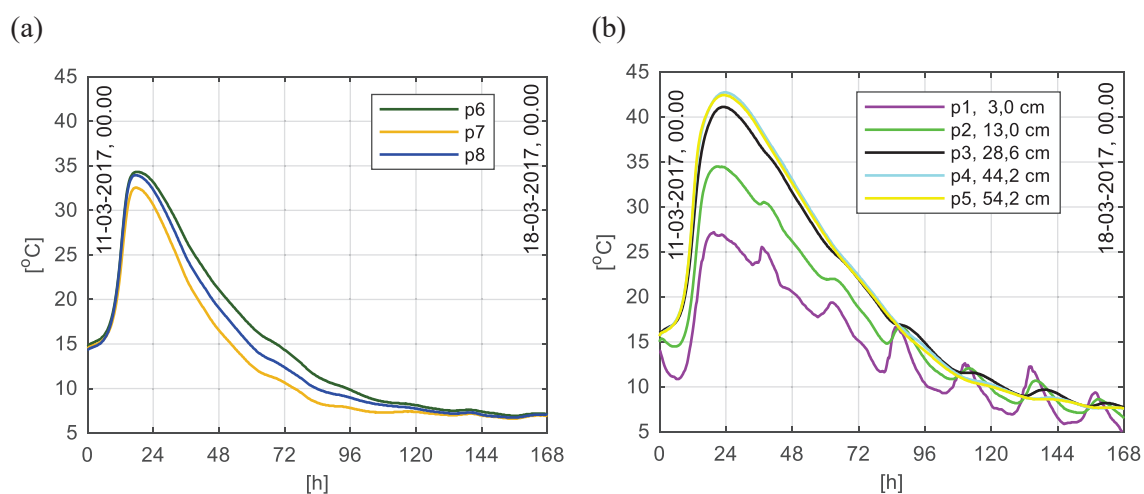 (a)
(b)
45
40
35
30
25
20
15
10
5
[°C]
11-03-2017, 00.00
18-03-2017, 00.00
p6
p7
p8
0 24 48 72 96 120 144 168
[h]
45
40
35
30
25
20
15
10
5
[°C]
11-03-2017, 00.00
18-03-2017, 00.00
p1, 3,0 cm
p2, 13,0 cm
p3, 28,6 cm
p4, 44,2 cm
p5, 54,2 cm
0 24 48 72 96 120 144 168
[h]